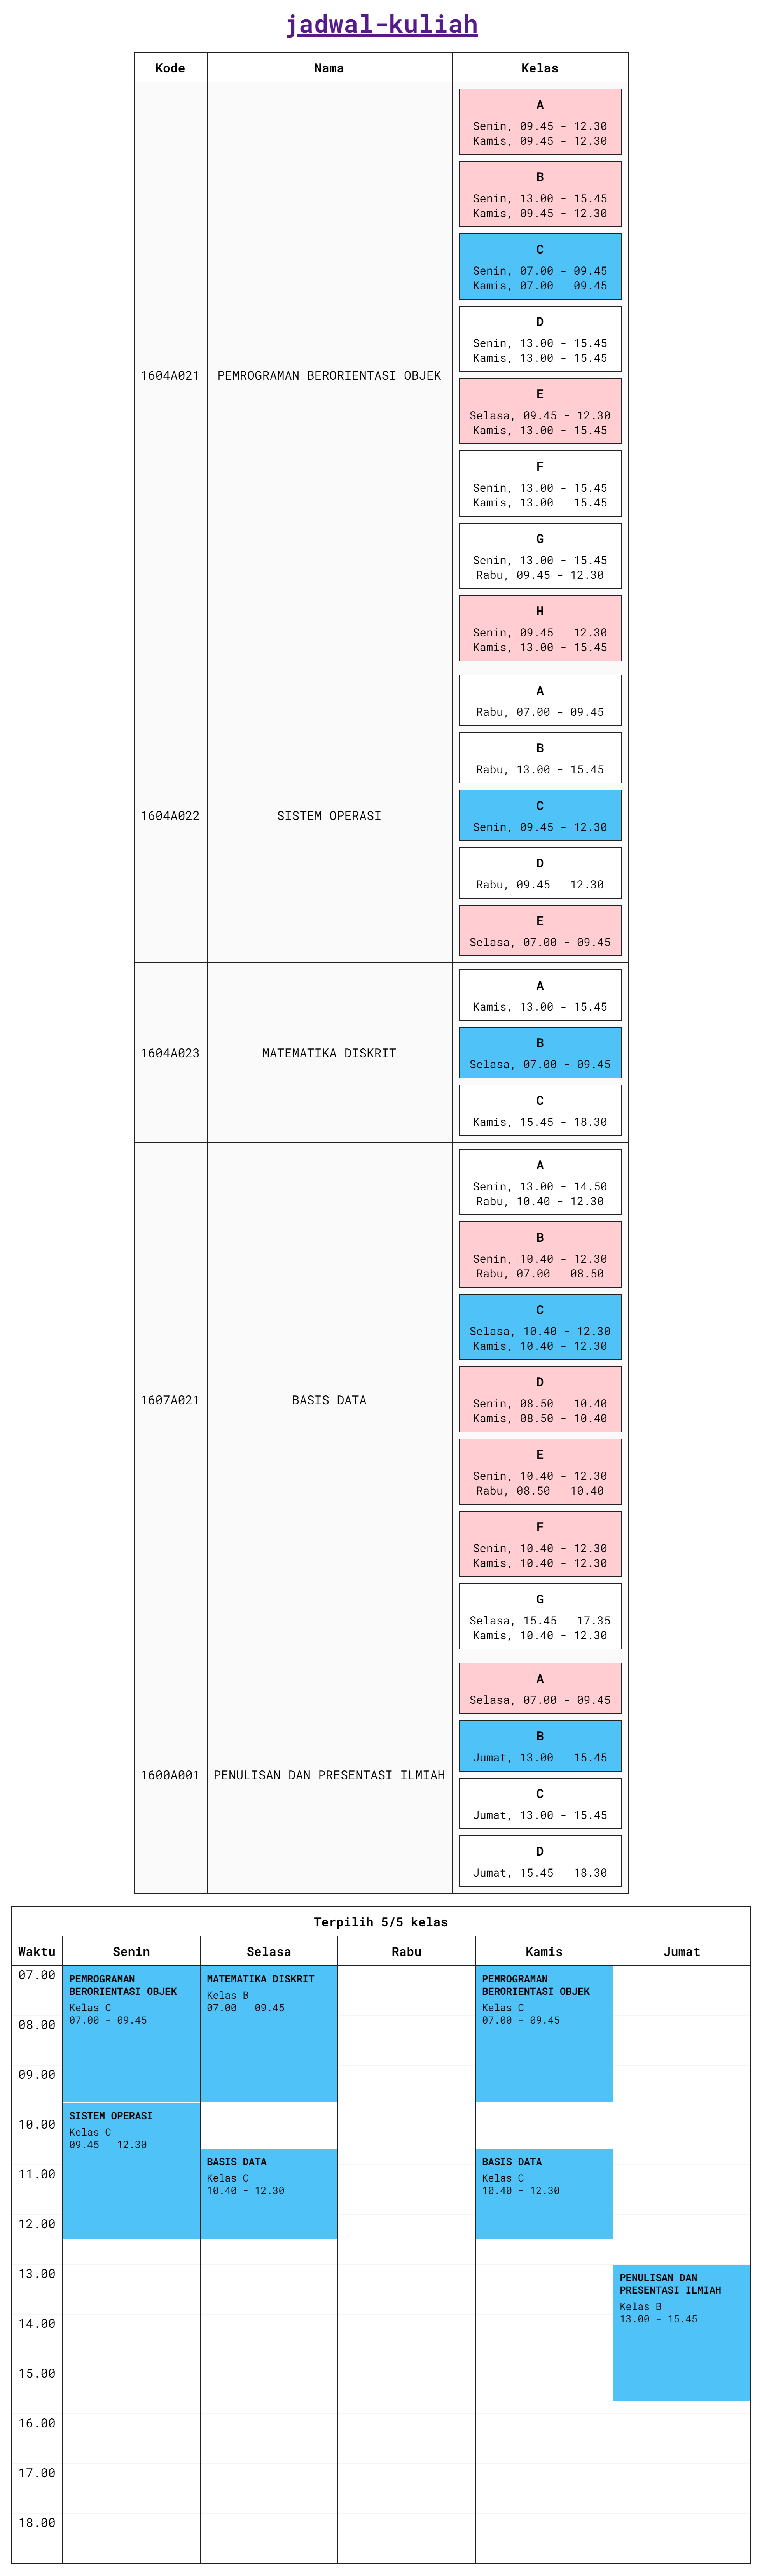 jadwal-kuliah
Kode Nama Kelas
1604A021 PEMROGRAMAN BERORIENTASI OBJEK
A
Senin, 09.45 - 12.30
Kamis, 09.45 - 12.30
B
Senin, 13.00 - 15.45
Kamis, 09.45 - 12.30
C
Senin, 07.00 - 09.45
Kamis, 07.00 - 09.45
D
Senin, 13.00 - 15.45
Kamis, 13.00 - 15.45
E
Selasa, 09.45 - 12.30
Kamis, 13.00 - 15.45
F
Senin, 13.00 - 15.45
Kamis, 13.00 - 15.45
G
Senin, 13.00 - 15.45
Rabu, 09.45 - 12.30
H
Senin, 09.45 - 12.30
Kamis, 13.00 - 15.45
1604A022 SISTEM OPERASI
A
Rabu, 07.00 - 09.45
B
Rabu, 13.00 - 15.45
C
Senin, 09.45 - 12.30
D
Rabu, 09.45 - 12.30
E
Selasa, 07.00 - 09.45
1604A023 MATEMATIKA DISKRIT
A
Kamis, 13.00 - 15.45
B
Selasa, 07.00 - 09.45
C
Kamis, 15.45 - 18.30
1607A021 BASIS DATA
A
Senin, 13.00 - 14.50
Rabu, 10.40 - 12.30
B
Senin, 10.40 - 12.30
Rabu, 07.00 - 08.50
C
Selasa, 10.40 - 12.30
Kamis, 10.40 - 12.30
D
Senin, 08.50 - 10.40
Kamis, 08.50 - 10.40
E
Senin, 10.40 - 12.30
Rabu, 08.50 - 10.40
F
Senin, 10.40 - 12.30
Kamis, 10.40 - 12.30
G
Selasa, 15.45 - 17.35
Kamis, 10.40 - 12.30
1600A001 PENULISAN DAN PRESENTASI ILMIAH
A
Selasa, 07.00 - 09.45
B
Jumat, 13.00 - 15.45
C
Jumat, 13.00 - 15.45
D
Jumat, 15.45 - 18.30
Terpilih 5/5 kelas
Waktu Senin Selasa Rabu Kamis Jumat
07.00
08.00
09.00
10.00
11.00
12.00
13.00
14.00
15.00
16.00
17.00
18.00
PEMROGRAMAN
BERORIENTASI OBJEK
Kelas C
07.00 - 09.45
SISTEM OPERASI
Kelas C
09.45 - 12.30
MATEMATIKA DISKRIT
Kelas B
07.00 - 09.45
BASIS DATA
Kelas C
10.40 - 12.30
PEMROGRAMAN
BERORIENTASI OBJEK
Kelas C
07.00 - 09.45
BASIS DATA
Kelas C
10.40 - 12.30
PENULISAN DAN
PRESENTASI ILMIAH
Kelas B
13.00 - 15.45